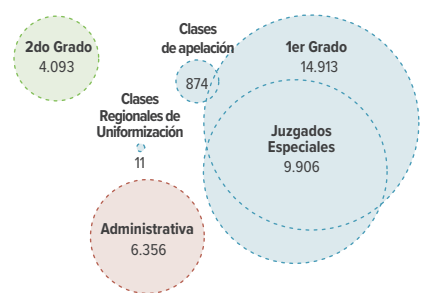 2do Grado
4.093
Clases
de apelación
874
1er Grado
14.913
Clases
Regionales de
Uniformización
11
Juzgados
Especiales
9.906
Administrativa
6.356